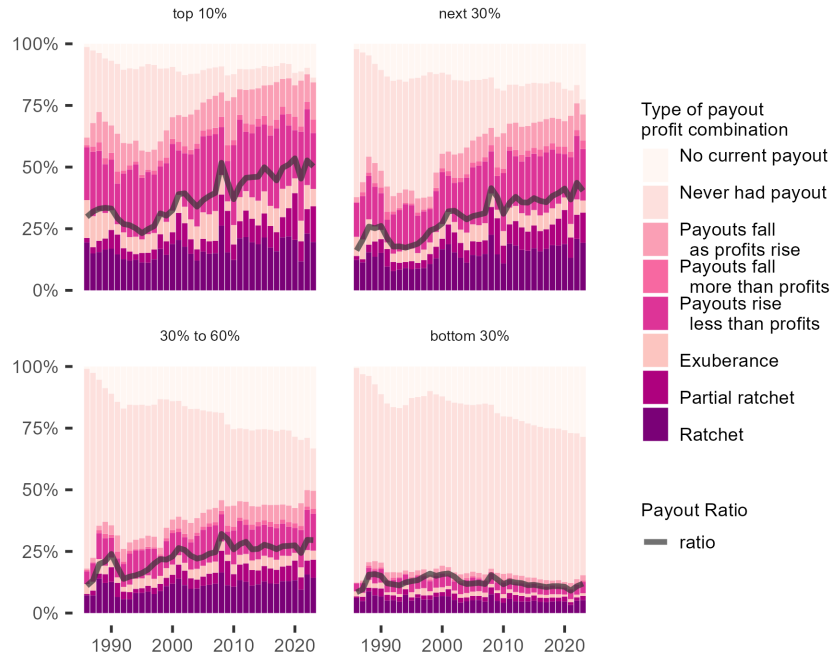 top 10%
next 30%
100%
75%
50%
25%
0%
30% to 60%
bottom 30%
100%
75%
50%
25%
0%
1990
2000
2010
2020
1990
2000
2010
2020
Type of payout
profit combination
No current payout
Never had payout
Payouts fall
as profits rise
Payouts fall
more than profits
Payouts rise
less than profits
Exuberance
Partial ratchet
Ratchet
Payout Ratio
ratio